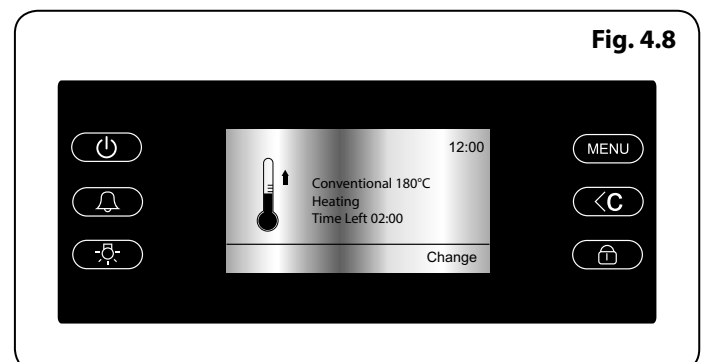 Fig. 4.8
12:00
MENU
Conventional 180°C
Heating
Time Left 02:00
<C
Change